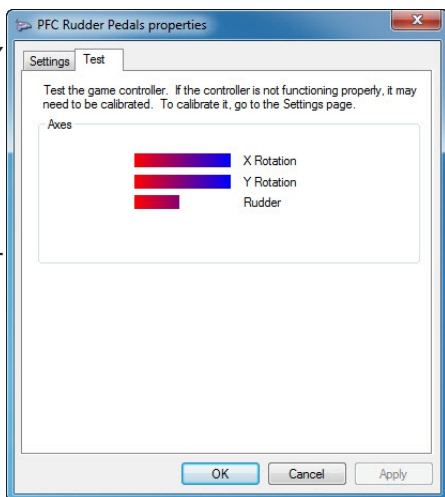 PFC Rudder Pedals properties
Settings Test
Test the game controller. If the controller is not functioning properly, it may
need to be calibrated. To calibrate it, go to the Settings page.
Axes
X Rotation
Y Rotation
Rudder
OK Cancel Apply